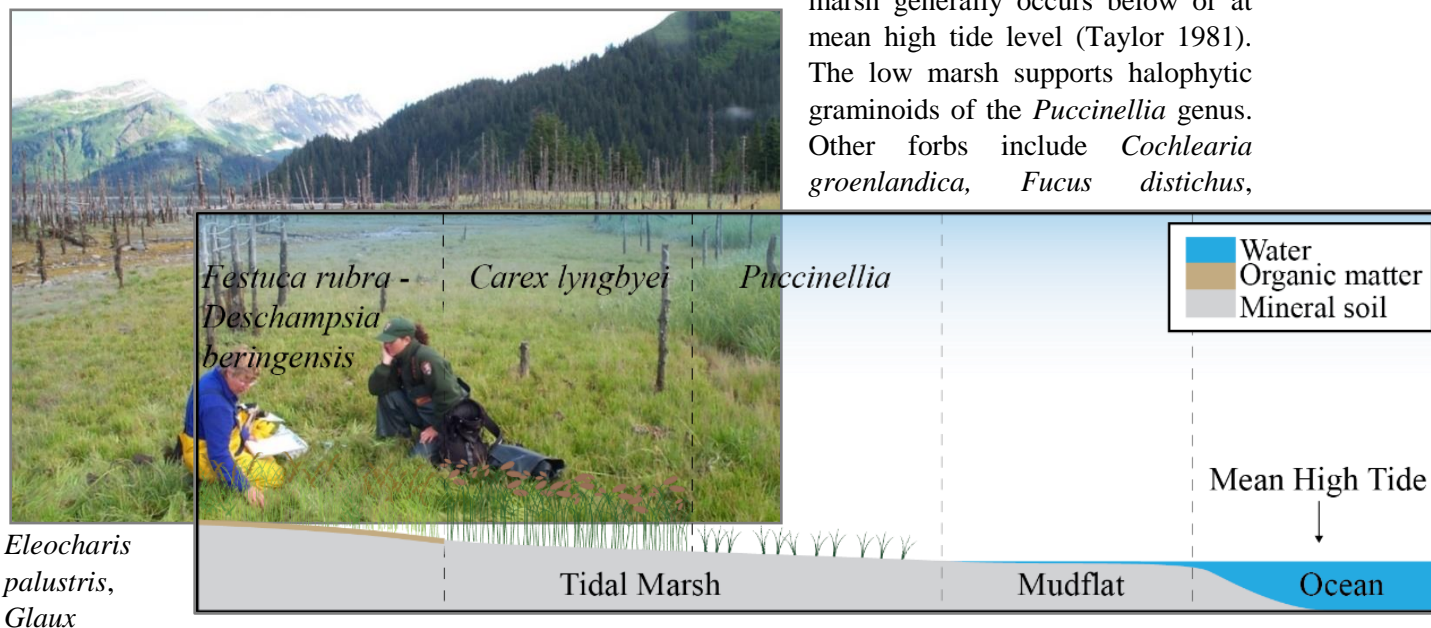 marsh generally occurs below or at
mean high tide level (Taylor 1981).
The low marsh supports halophytic
graminoids of the Puccinellia genus.
Other forbs include Cochlearia
groenlandica, Fucus distichus,
Festuca rubra -
Deschampsia
beringensis
Carex lyngbyei
Puccinellia
Water
Organic matter
Mineral soil
Mean High Tide
Tidal Marsh
Mudflat
Ocean
Eleocharis
palustris,
Glaux